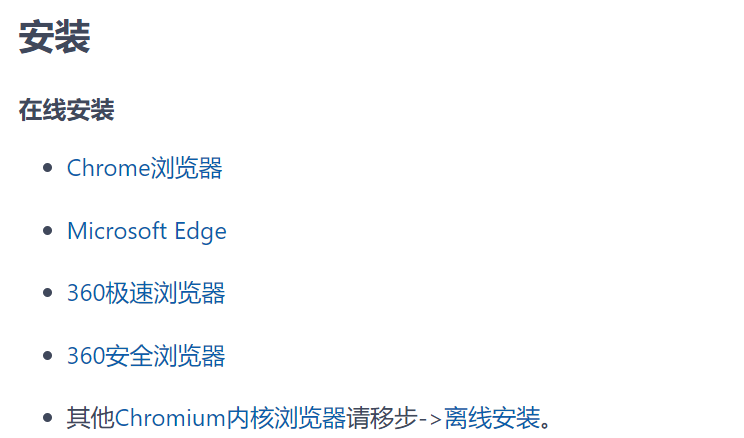 安装
在线安装
Chrome浏览器
Microsoft Edge
360极速浏览器
360安全浏览器
其他Chromium内核浏览器请移步->离线安装。